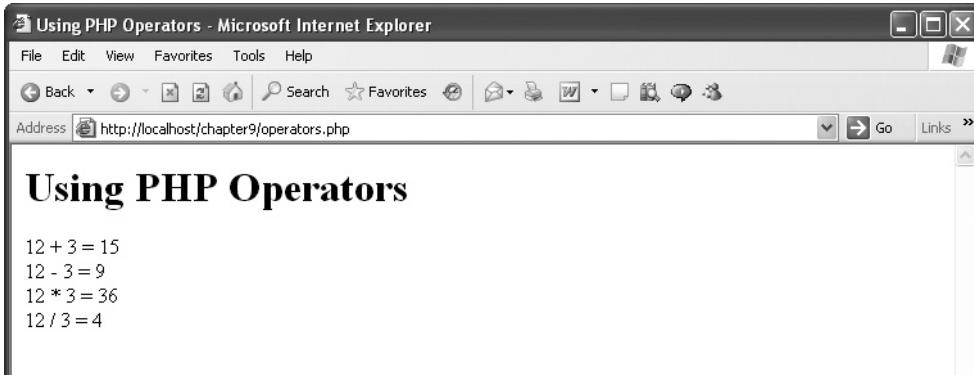 Using PHP Operators - Microsoft Internet Explorer
File Edit View Favorites Tools Help
Back Search Favorites
Address http://localhost/chapter9/operators.php Go Links »
Using PHP Operators
12 + 3 = 15
12 - 3 = 9
12 * 3 = 36
12 / 3 = 4